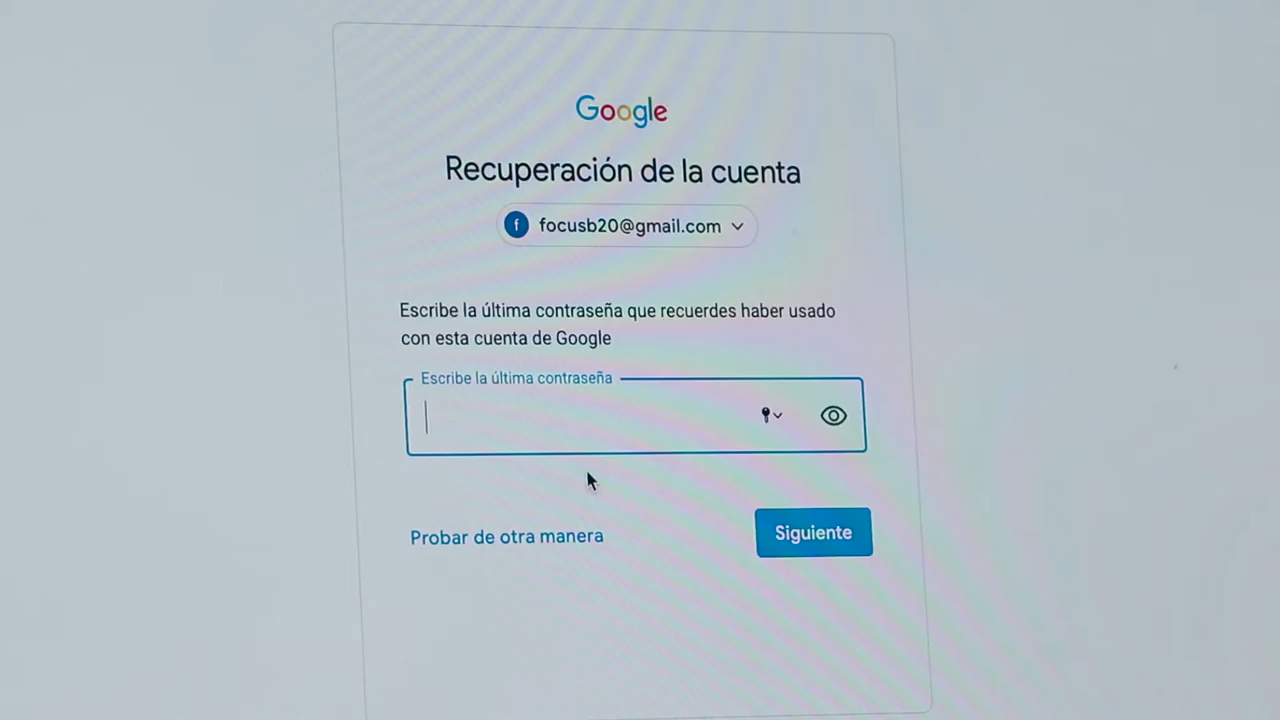 Google
Recuperación de la cuenta
f focusb20@gmail.com
Escribe la última contraseña que recuerdes haber usado
con esta cuenta de Google
Escribe la última contraseña
Probar de otra manera
Siguiente